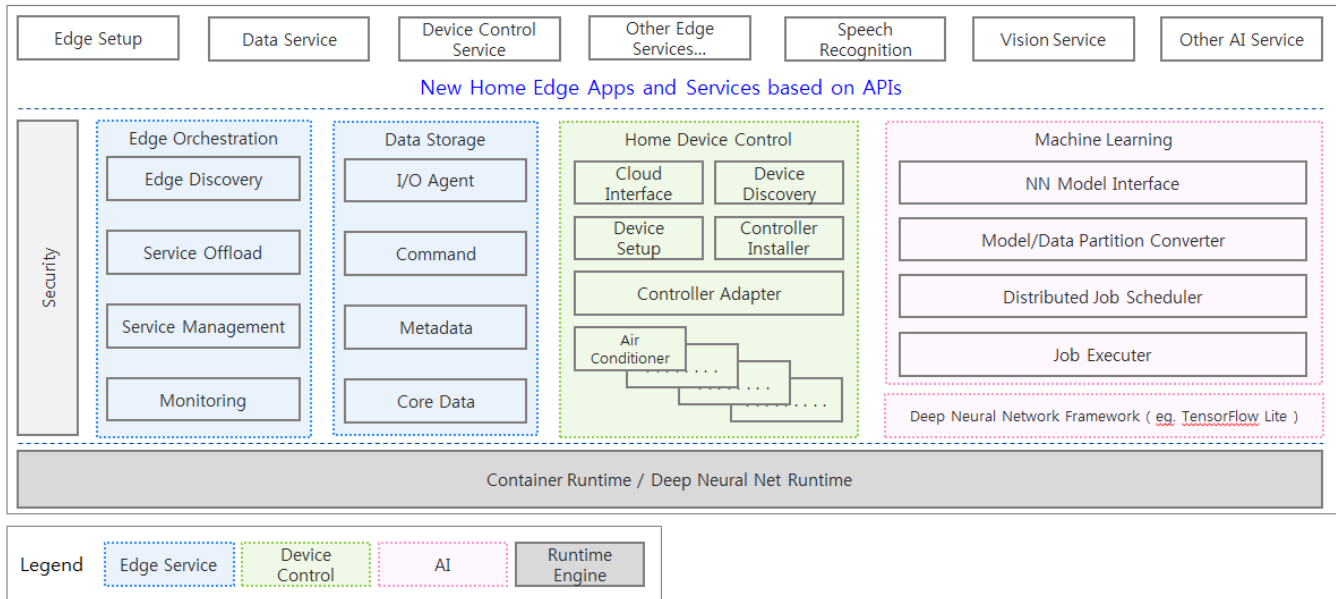 Edge Setup
Data Service
Device Control
Service
Other Edge
Services...
Speech
Recognition
Vision Service
Other AI Service
New Home Edge Apps and Services based on APIs
Security
Edge Orchestration
Edge Discovery
Service Offload
Service Management
Monitoring
Data Storage
I/O Agent
Command
Metadata
Core Data
Home Device Control
Cloud
Interface
Device
Discovery
Device
Setup
Controller
Installer
Controller Adapter
Air
Conditioner
. . . . . . . .
. . . . . . . .
. . . . . . . . .
Machine Learning
NN Model Interface
Model/Data Partition Converter
Distributed Job Scheduler
Job Executer
Deep Neural Network Framework ( eg. TensorFlow Lite )
Container Runtime / Deep Neural Net Runtime
Legend
Edge Service
Device
Control
AI
Runtime
Engine